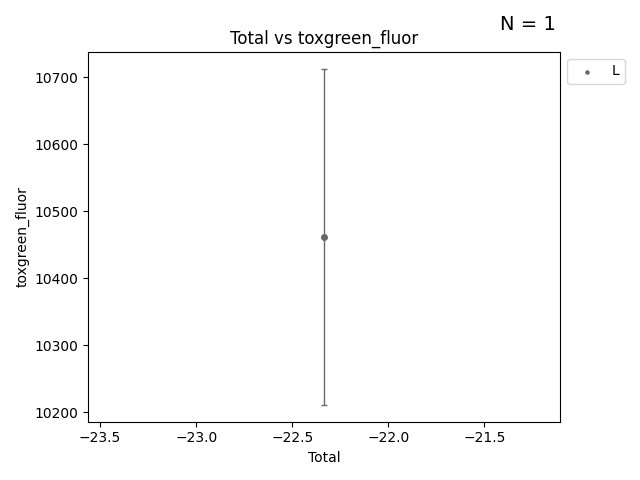 N = 1
Total vs toxgreen_fluor
L
toxgreen_fluor
10700
10600
10500
10400
10300
10200
−23.5 −23.0 −22.5 −22.0 −21.5
Total